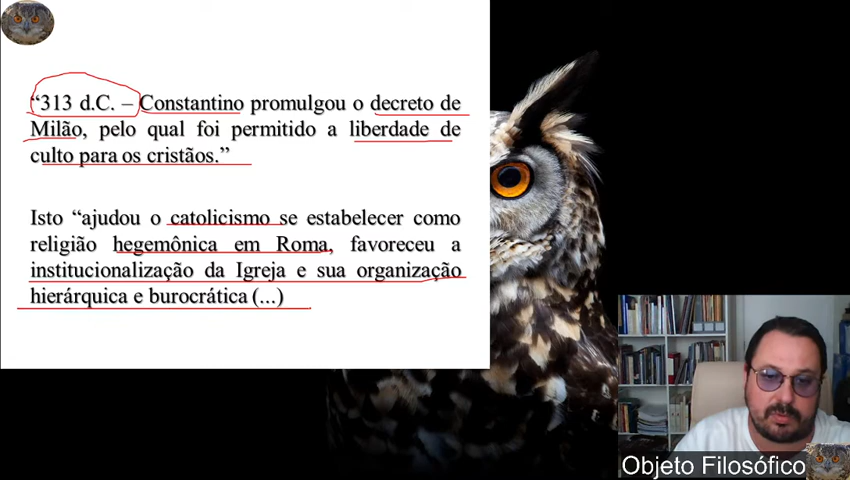 “313 d.C. – Constantino promulgou o decreto de
Milão, pelo qual foi permitido a liberdade de
culto para os cristãos.”
Isto “ajudou o catolicismo se estabelecer como
religião hegemônica em Roma, favoreceu a
institucionalização da Igreja e sua organização
hierárquica e burocrática (...)
Objeto Filosófico